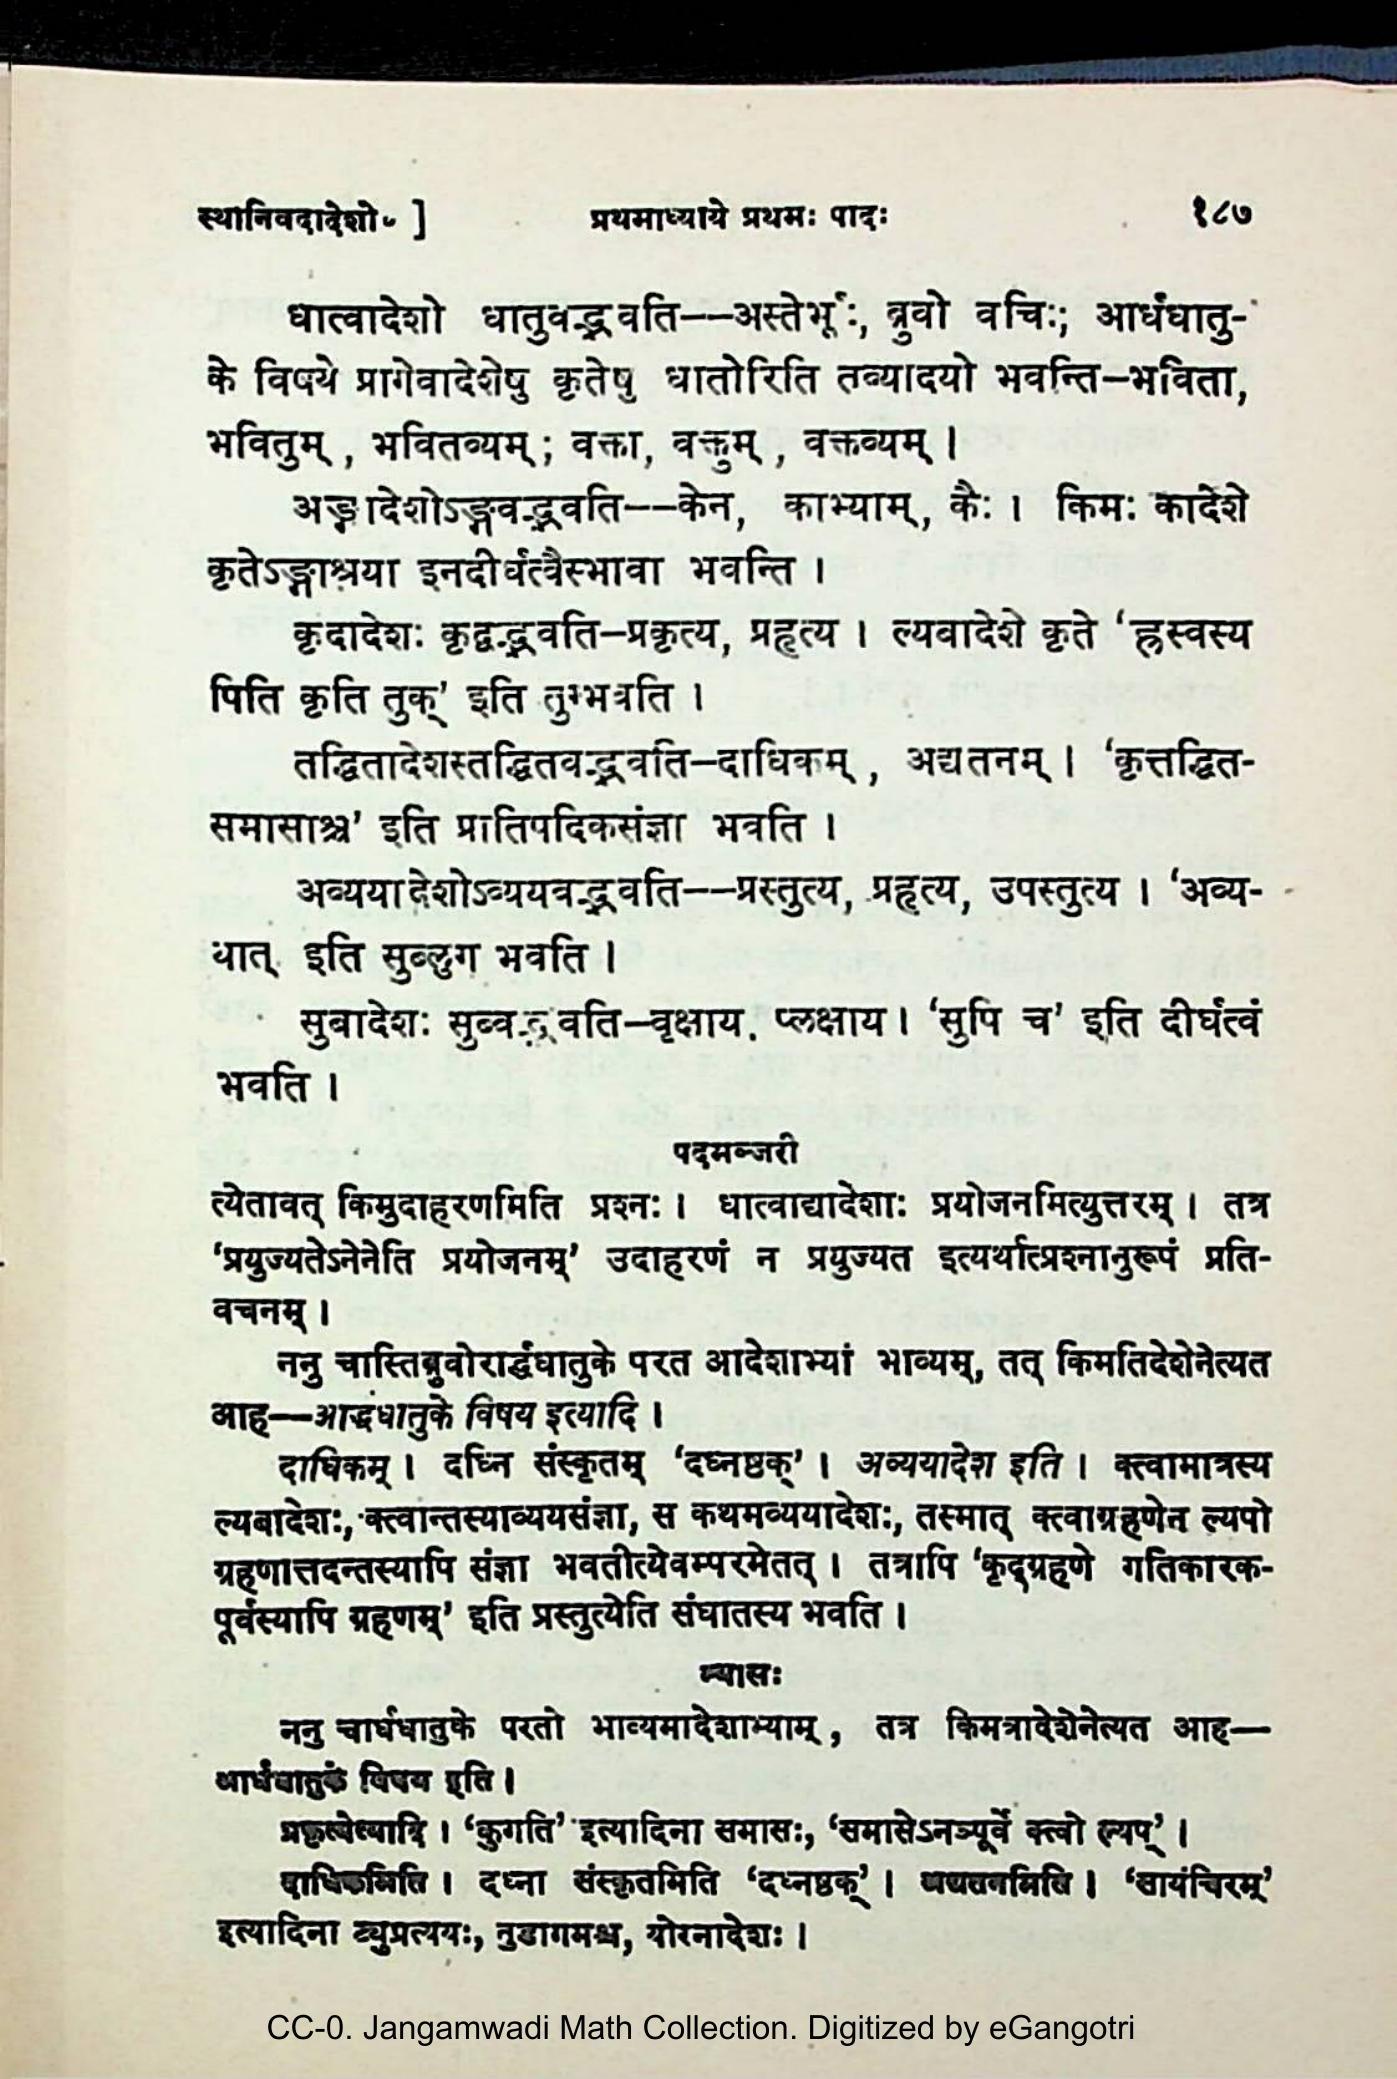 स्थानिवदादेशो॰ ] प्रथमाध्याये प्रथमः पादः १८७
धात्वादेशो धातुवद्भवति--अस्तेर्भूः, ब्रुवो वचिः; आर्धधातु-
के विषये प्रागेवादेशेषु कृतेषु धातोरिति तव्यादयो भवन्ति-भविता,
भवितुम् , भवितव्यम् ; वक्ता, वक्तुम् , वक्तव्यम् ।
अङ्गादेशोऽङ्गवद्भवति--केन, काभ्याम्, कैः । किमः कादेशे
कृतेऽङ्गाश्रया इनदीर्घत्वैस्भावा भवन्ति ।
कृदादेशः कृद्वद्भवति-प्रकृत्य, प्रहृत्य । ल्यबादेशे कृते ‘ह्रस्वस्य
पिति कृति तुक्’ इति तुग्भवति ।
तद्धितादेशस्तद्धितवद्भवति-दाधिकम् , अद्यतनम् । ‘कृत्तद्धित-
समासाश्च’ इति प्रातिपदिकसंज्ञा भवति ।
अव्ययादेशोऽव्ययवद्भवति--प्रस्तुत्य, प्रहृत्य, उपस्तुत्य । ‘अव्य-
यात् इति सुब्लुग् भवति ।
सुबादेशः सुब्वद्भवति-वृक्षाय, प्लक्षाय । ‘सुपि च’ इति दीर्घत्वं
भवति ।
पदमञ्जरी
त्येतावत् किमुदाहरणमिति प्रश्नः । धात्वाद्यादेशाः प्रयोजनमित्युत्तरम् । तत्र
‘प्रयुज्यतेऽनेनेति प्रयोजनम्’ उदाहरणं न प्रयुज्यत इत्यर्थात्प्रश्नानुरूपं प्रति-
वचनम् ।
ननु चास्तिब्रुवोरार्द्धधातुके परत आदेशाभ्यां भाव्यम्, तत् किमतिदेशेनेत्यत
आह—आर्द्धधातुके विषय इत्यादि ।
दाधिकम् । दध्नि संस्कृतम् ‘दध्नष्ठक्’ । अव्ययादेश इति । क्त्वामात्रस्य
ल्यबादेशः, क्त्वान्तस्याव्ययसंज्ञा, स कथमव्ययादेशः, तस्मात् क्त्वाग्रहणेन ल्यपो
ग्रहणात्तदन्तस्यापि संज्ञा भवतीत्येवम्परमेतत् । तत्रापि ‘कृद्ग्रहणे गतिकारक-
पूर्वस्यापि ग्रहणम्’ इति प्रस्तुत्येति संघातस्य भवति ।
न्यासः
ननु चार्धधातुके परतो भाव्यमादेशाभ्याम् , तत्र किमत्रादेशेनेत्यत आह—
आर्धधातुके विषय इति ।
प्रकृत्येत्यादि । ‘कुगति’ इत्यादिना समासः, ‘समासेऽनञ्पूर्वे क्त्वो ल्यप्’ ।
दाधिकमिति । दध्ना संस्कृतमिति ‘दध्नष्ठक्’ । अद्यतनमिति । ‘सायंचिरम्’
इत्यादिना ट्युप्रत्ययः, तुडागमश्च, योरनादेशः ।
CC-0. Jangamwadi Math Collection. Digitized by eGangotri